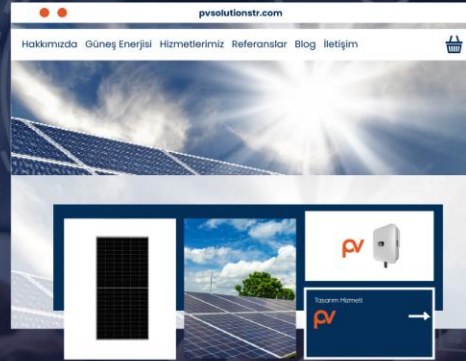 pvsolutionstr.com
Hakkımızda Güneş Enerjisi Hizmetlerimiz Referanslar Blog İletişim
pv
Tasarım Hizmeti
pv